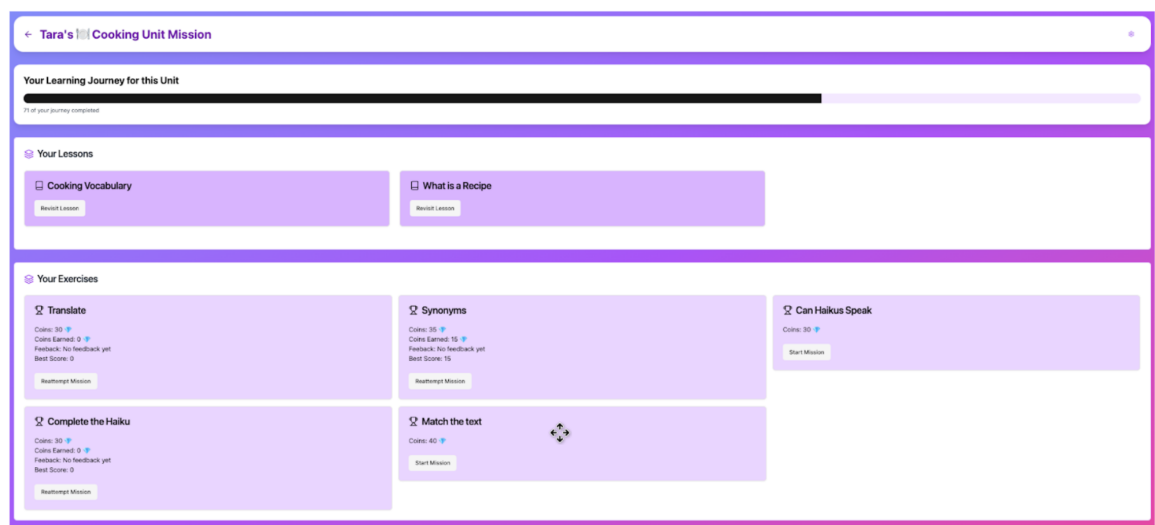 Tara's 🍽️ Cooking Unit Mission
Your Learning Journey for this Unit
71 of your journey completed
Your Lessons
Cooking Vocabulary
Revisit Lesson
What is a Recipe
Revisit Lesson
Your Exercises
Translate
Coins: 30 💎
Coins Earned: 0 💎
Feeback: No feedback yet
Best Score: 0
Reattempt Mission
Synonyms
Coins: 35 💎
Coins Earned: 15 💎
Feeback: No feedback yet
Best Score: 15
Reattempt Mission
Can Haikus Speak
Coins: 30 💎
Start Mission
Complete the Haiku
Coins: 30 💎
Coins Earned: 0 💎
Feeback: No feedback yet
Best Score: 0
Reattempt Mission
Match the text
Coins: 40 💎
Start Mission